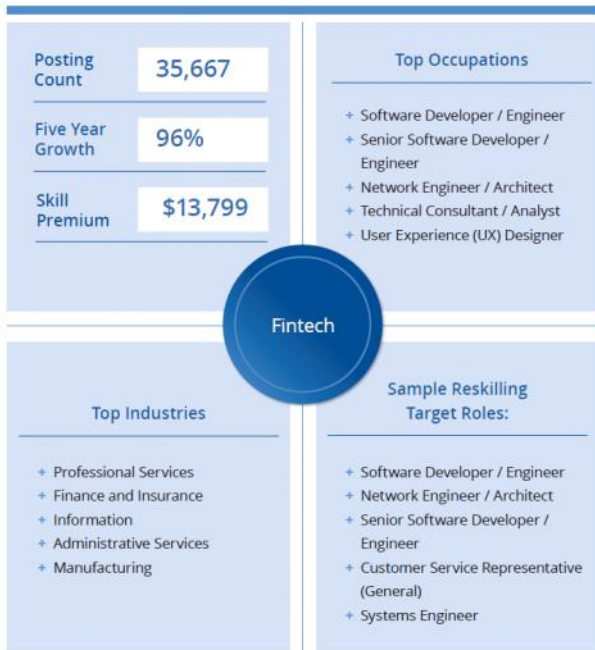 Posting
Count
35,667
Five Year
Growth
96%
Skill
Premium
$13,799
Top Occupations
+ Software Developer / Engineer
+ Senior Software Developer /
Engineer
+ Network Engineer / Architect
+ Technical Consultant / Analyst
+ User Experience (UX) Designer
Fintech
Top Industries
+ Professional Services
+ Finance and Insurance
+ Information
+ Administrative Services
+ Manufacturing
Sample Reskilling
Target Roles:
+ Software Developer / Engineer
+ Network Engineer / Architect
+ Senior Software Developer /
Engineer
+ Customer Service Representative
(General)
+ Systems Engineer